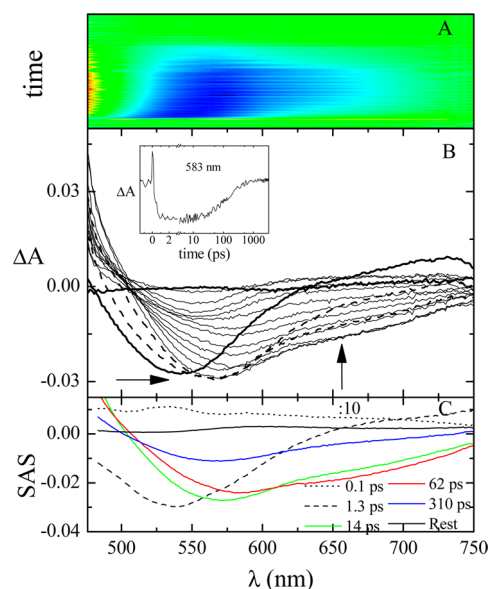 A
time
B
0.03
583 nm
ΔA
0 2 10 100 1000
time (ps)
ΔA
0.00
-0.03
:10
C
0.00
SAS
-0.02
-0.04
0.1 ps
1.3 ps
14 ps
62 ps
310 ps
Rest
500 550 600 650 700 750
λ (nm)